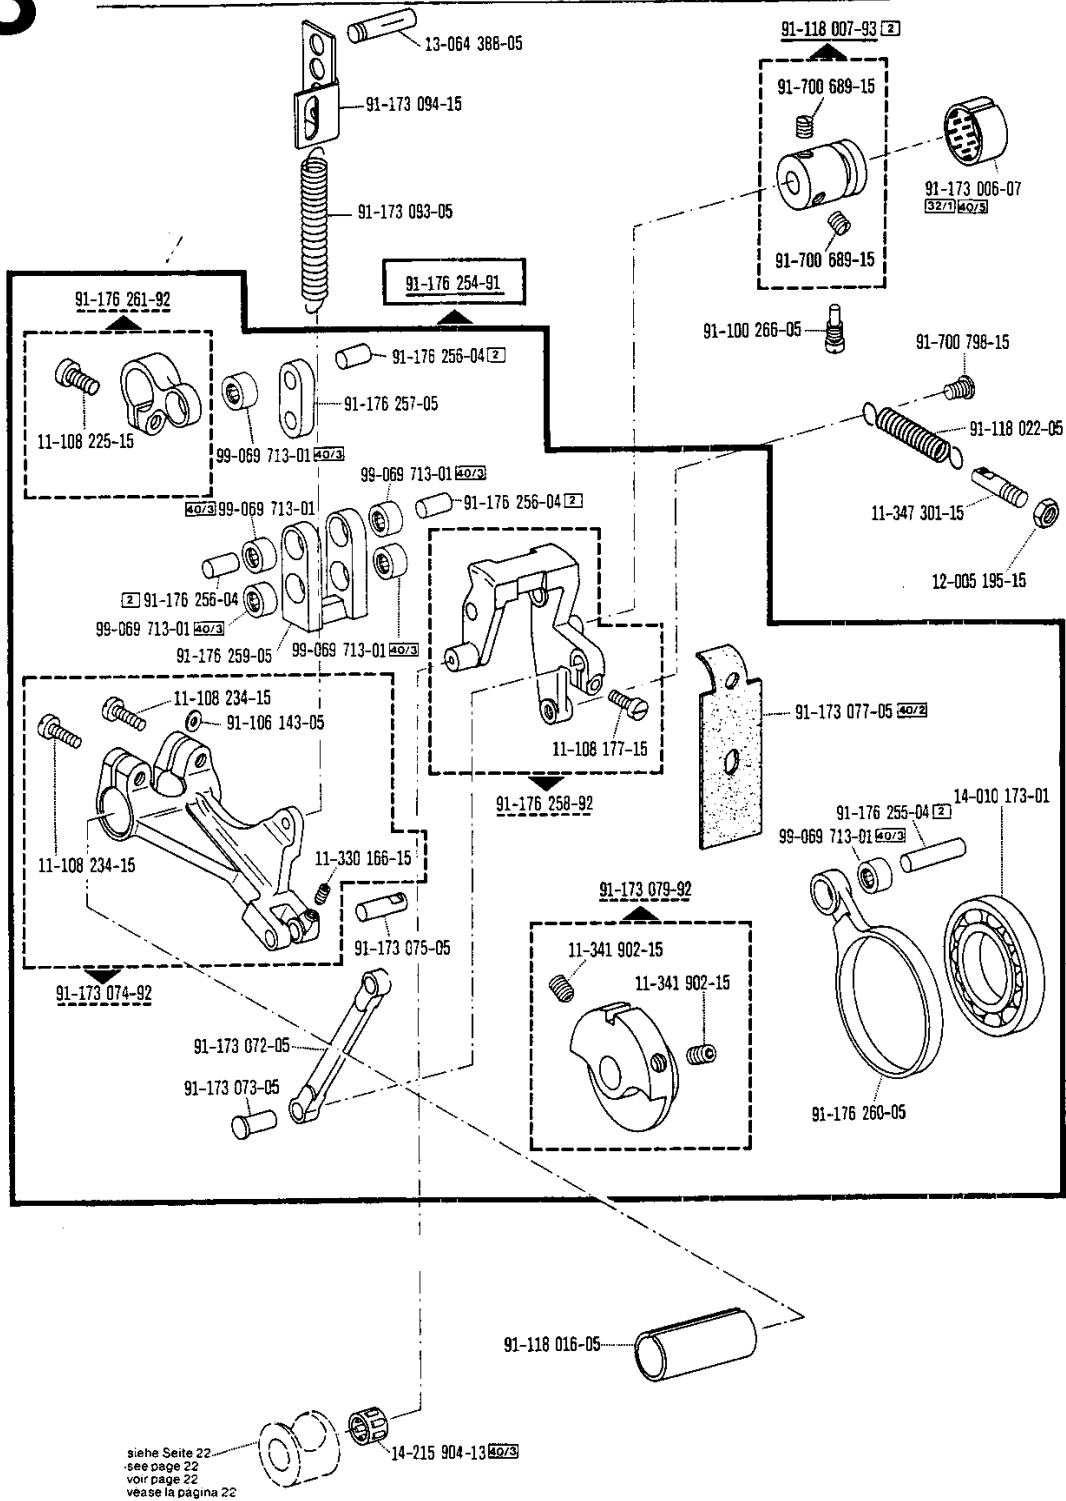 13-064 388-05
91-118 007-93 2
91-700 689-15
91-173 094-15
91-173 006-07
32/1 40/5
91-173 093-05
91-700 689-15
91-176 254-91
91-176 261-92
91-100 266-05
91-700 798-15
91-176 256-04 2
91-176 257-05
11-108 225-15
91-118 022-05
99-069 713-01 40/3
99-069 713-01 40/3
91-176 256-04 2
40/3 99-069 713-01
11-347 301-15
12-005 195-15
2 91-176 256-04
99-069 713-01 40/3
91-176 259-05
99-069 713-01 40/3
11-108 234-15
91-106 143-05
91-173 077-05 40/2
11-108 177-15
91-176 258-92
14-010 173-01
91-176 255-04 2
99-069 713-01 40/3
11-108 234-15
11-330 166-15
91-173 079-92
91-173 075-05
11-341 902-15
11-341 902-15
91-173 074-92
91-173 072-05
91-173 073-05
91-176 260-05
91-118 016-05
14-215 904-13 40/3
siehe Seite 22
see page 22
voir page 22
vease la página 22